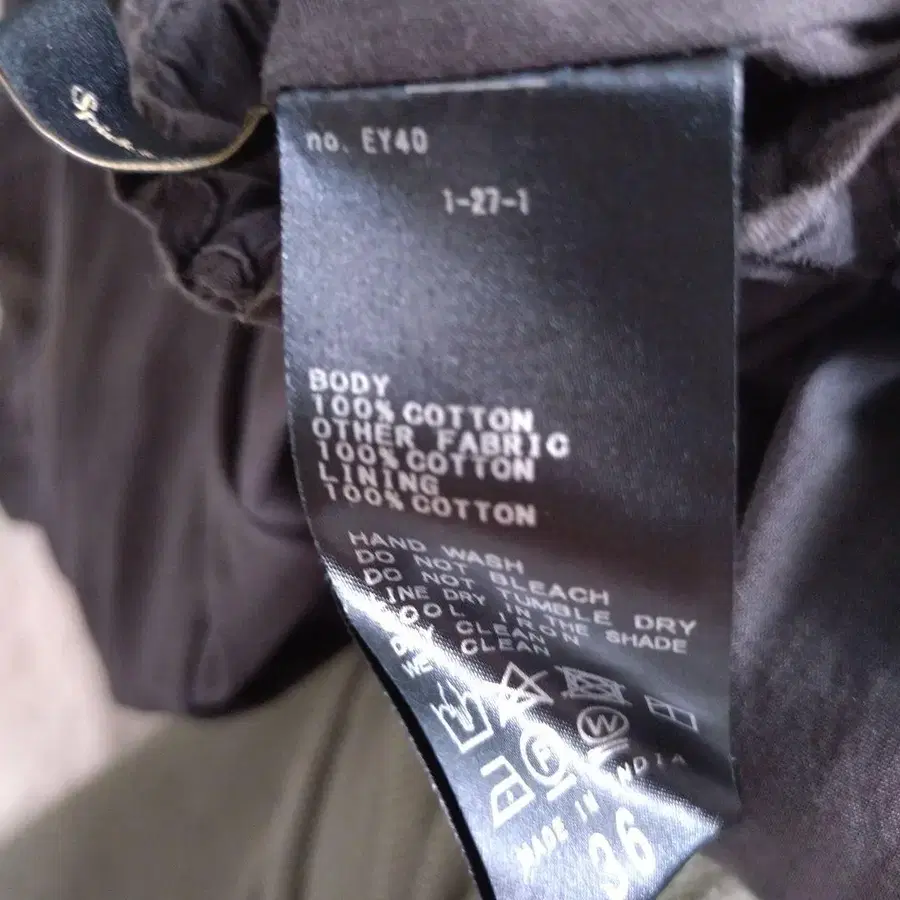 no. EY40
1-27-1
BODY
100% COTTON
OTHER FABRIC
100% COTTON
LINING
100% COTTON
HAND WASH
DO NOT BLEACH
DO NOT TUMBLE DRY
LINE DRY IN THE SHADE
COOL IRON
DRY CLEAN
WET CLEAN
W
MADE IN INDIA
36